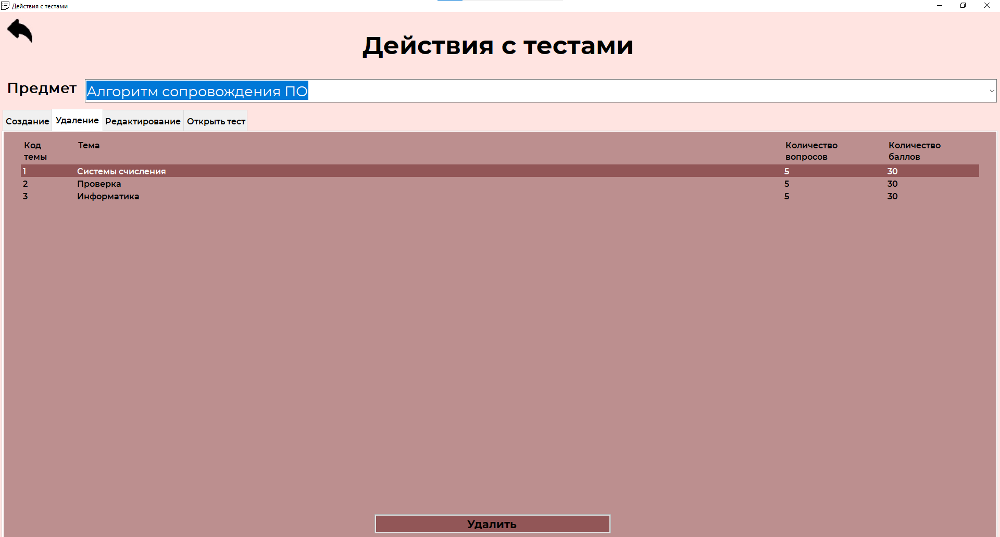 Действия с тестами
Действия с тестами
Предмет
Алгоритм сопровождения ПО
Создание Удаление Редактирование Открыть тест
Код темы Тема Количество вопросов Количество баллов
1 Системы счисления 5 30
2 Проверка 5 30
3 Информатика 5 30
Удалить